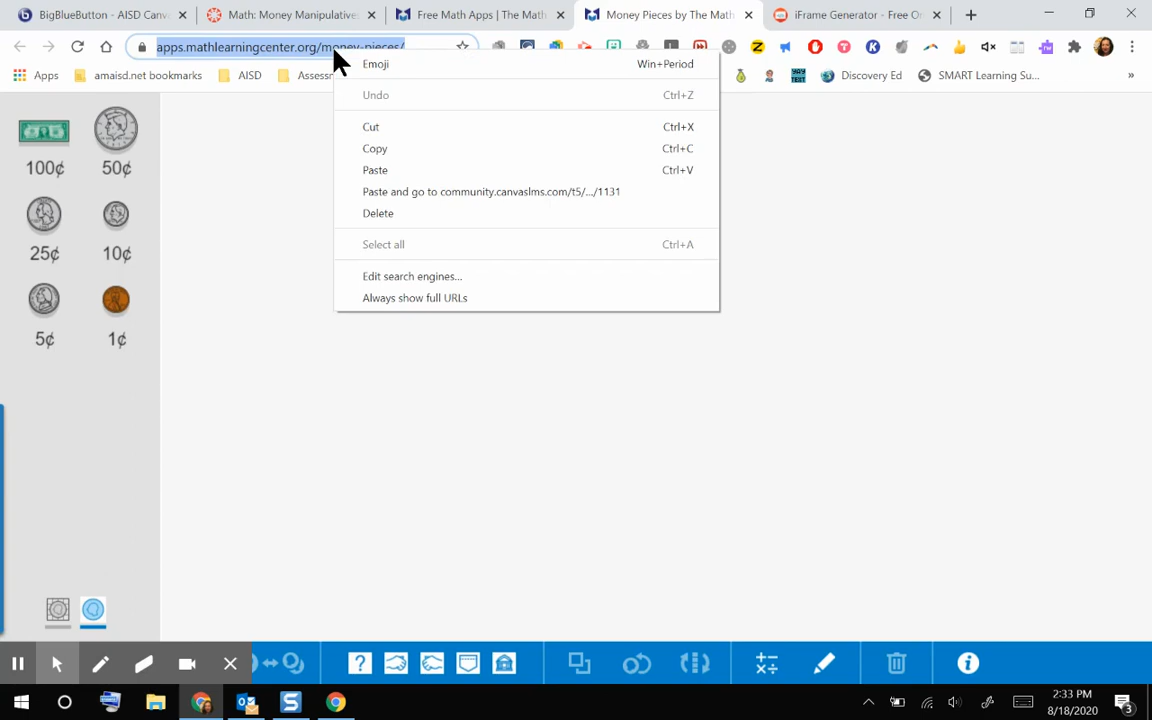 BigBlueButton - AISD Canv
Math: Money Manipulatives
Free Math Apps | The Math
Money Pieces by The Math
iFrame Generator - Free On
apps.mathlearningcenter.org/money-pieces/
Apps
amaisd.net bookmarks
AISD
Assessm
Discovery Ed
SMART Learning Su...
Emoji Win+Period
Undo Ctrl+Z
Cut Ctrl+X
Copy Ctrl+C
Paste Ctrl+V
Paste and go to community.canvaslms.com/t5/.../1131
Delete
Select all Ctrl+A
Edit search engines...
Always show full URLs
100¢ 50¢
25¢ 10¢
5¢ 1¢
2:33 PM
8/18/2020
3